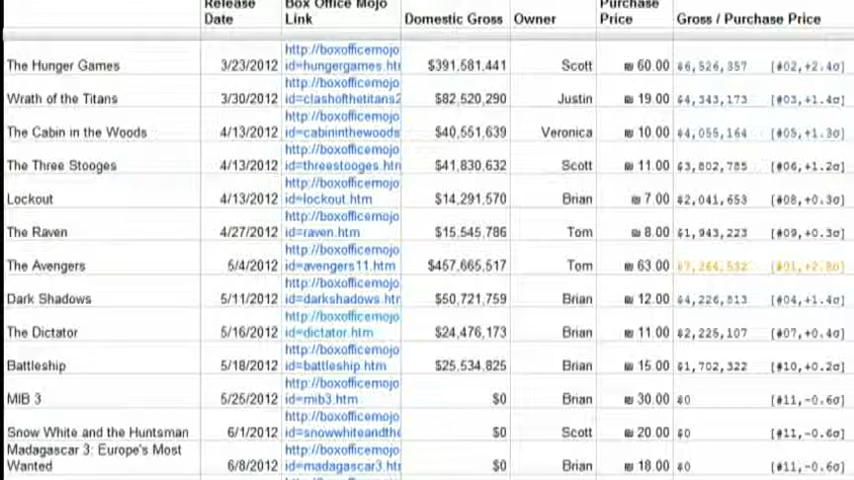 Release Box Office Mojo Purchase
Date Link Domestic Gross Owner Price Gross / Purchase Price
http://boxofficemojo
The Hunger Games 3/23/2012 id=hungergames.htm $391,581,441 Scott ₪ 60.00 $6,526,357 [#02,+2.4σ]
http://boxofficemojo
Wrath of the Titans 3/30/2012 id=clashofthetitans2 $82,520,290 Justin ₪ 19.00 $4,343,173 [#03,+1.4σ]
http://boxofficemojo
The Cabin in the Woods 4/13/2012 id=cabininthewoods $40,551,639 Veronica ₪ 10.00 $4,055,164 [#05,+1.3σ]
http://boxofficemojo
The Three Stooges 4/13/2012 id=threestooges.htm $41,830,632 Scott ₪ 11.00 $3,802,785 [#06,+1.2σ]
http://boxofficemojo
Lockout 4/13/2012 id=lockout.htm $14,291,570 Brian ₪ 7.00 $2,041,653 [#08,+0.3σ]
http://boxofficemojo
The Raven 4/27/2012 id=raven.htm $15,545,786 Tom ₪ 8.00 $1,943,223 [#09,+0.3σ]
http://boxofficemojo
The Avengers 5/4/2012 id=avengers11.htm $457,665,517 Tom ₪ 63.00 $7,264,532 [#01,+2.8σ]
http://boxofficemojo
Dark Shadows 5/11/2012 id=darkshadows.htr $50,721,759 Brian ₪ 12.00 $4,226,813 [#04,+1.4σ]
http://boxofficemojo
The Dictator 5/16/2012 id=dictator.htm $24,476,173 Brian ₪ 11.00 $2,225,107 [#07,+0.4σ]
http://boxofficemojo
Battleship 5/18/2012 id=battleship.htm $25,534,825 Brian ₪ 15.00 $1,702,322 [#10,+0.2σ]
http://boxofficemojo
MIB 3 5/25/2012 id=mib3.htm $0 Brian ₪ 30.00 $0 [#11,-0.6σ]
http://boxofficemojo
Snow White and the Huntsman 6/1/2012 id=snowwhiteandthe $0 Scott ₪ 20.00 $0 [#11,-0.6σ]
Madagascar 3: Europe's Most http://boxofficemojo
Wanted 6/8/2012 id=madagascar3.htr $0 Brian ₪ 18.00 $0 [#11,-0.6σ]